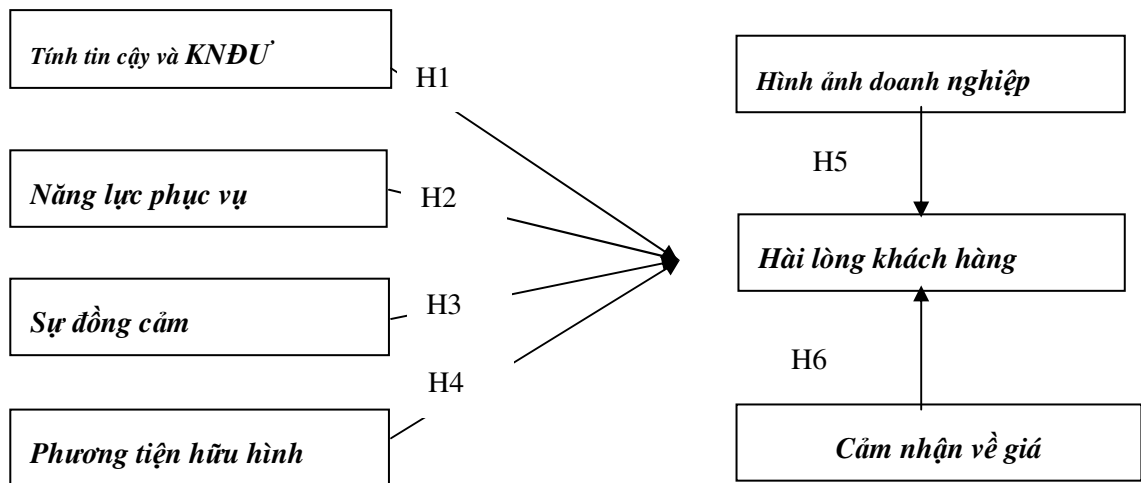 Tính tin cậy và KNĐƯ
H1
Năng lực phục vụ
H2
Sự đồng cảm
H3
H4
Phương tiện hữu hình
Hình ảnh doanh nghiệp
H5
Hài lòng khách hàng
H6
Cảm nhận về giá